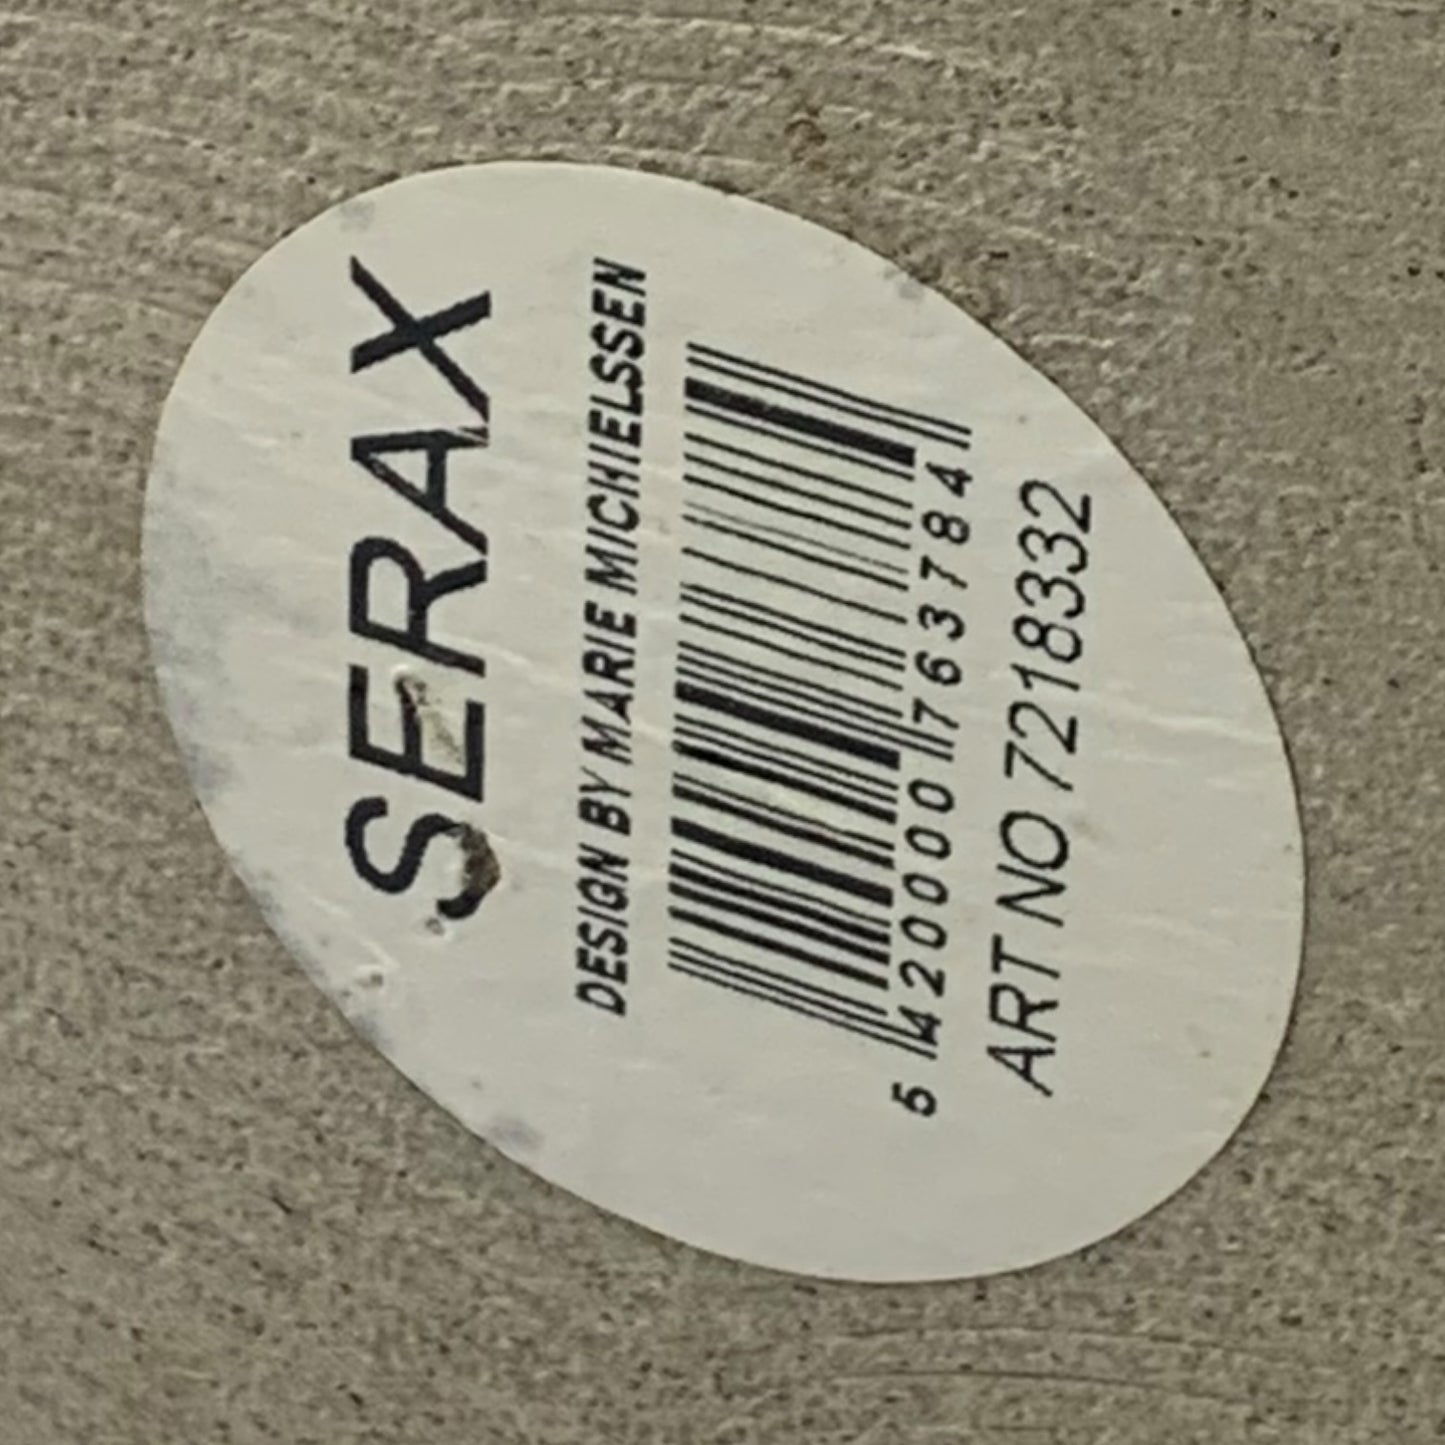 SERAX
DESIGN BY MARIE MICHIELSSEN
5 420000 763784
ART NO 7218332